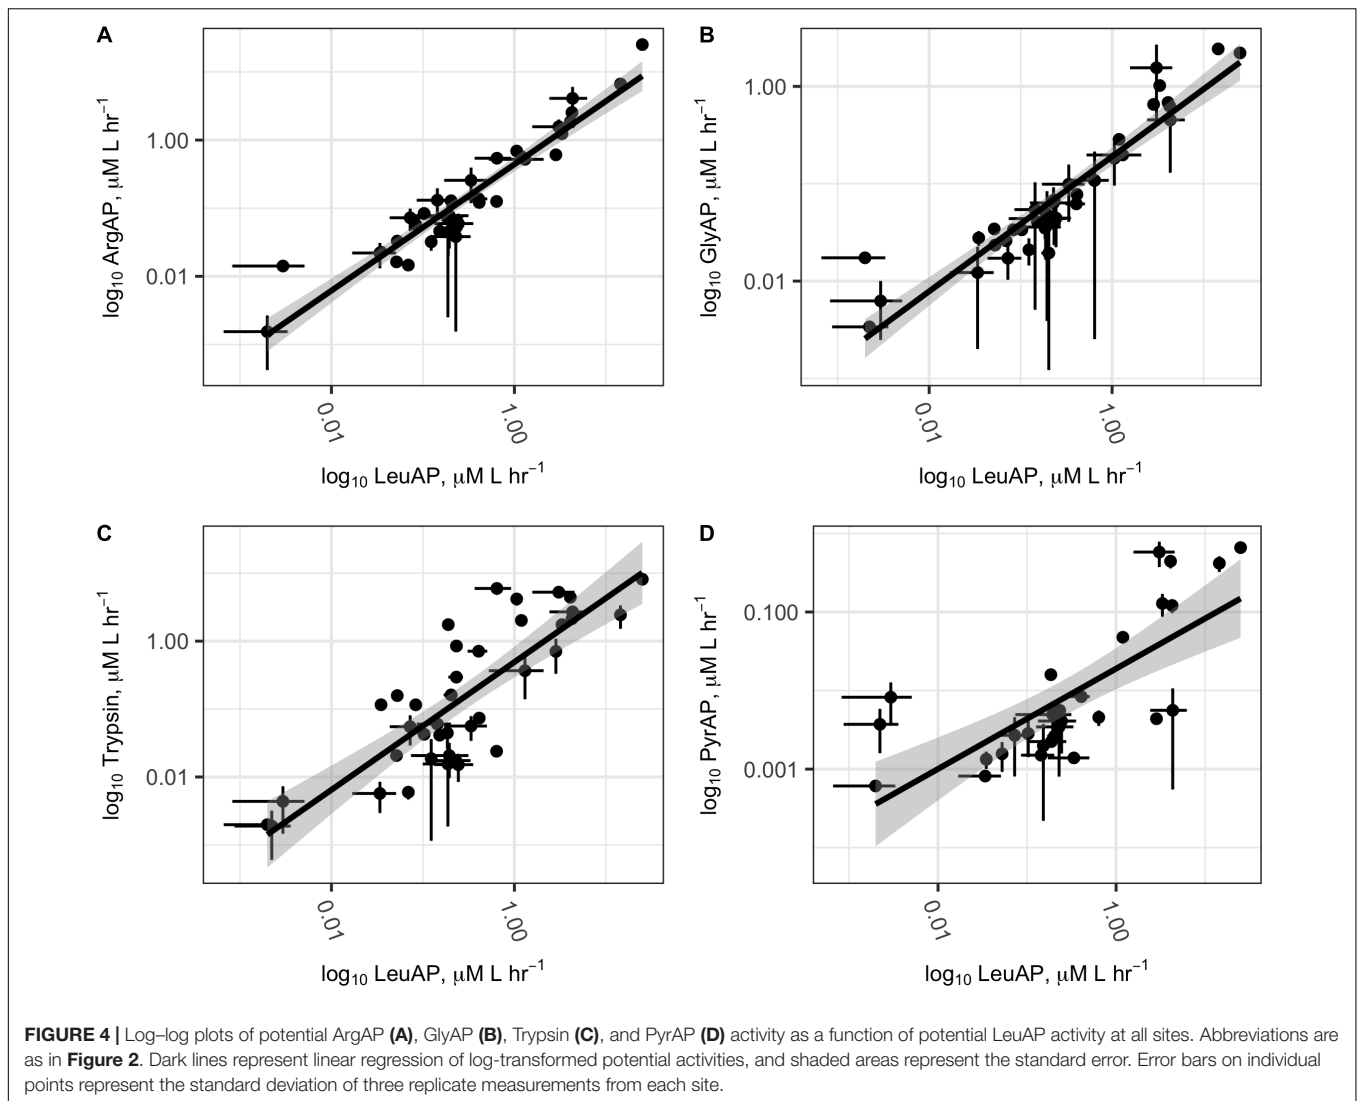 A
log10 ArgAP, μM L hr−1
1.00
0.01
0.01
1.00
log10 LeuAP, μM L hr−1
B
log10 GlyAP, μM L hr−1
1.00
0.01
0.01
1.00
log10 LeuAP, μM L hr−1
C
log10 Trypsin, μM L hr−1
1.00
0.01
0.01
1.00
log10 LeuAP, μM L hr−1
D
log10 PyrAP, μM L hr−1
0.100
0.001
0.01
1.00
log10 LeuAP, μM L hr−1
FIGURE 4 | Log–log plots of potential ArgAP (A), GlyAP (B), Trypsin (C), and PyrAP (D) activity as a function of potential LeuAP activity at all sites. Abbreviations are
as in Figure 2. Dark lines represent linear regression of log-transformed potential activities, and shaded areas represent the standard error. Error bars on individual
points represent the standard deviation of three replicate measurements from each site.